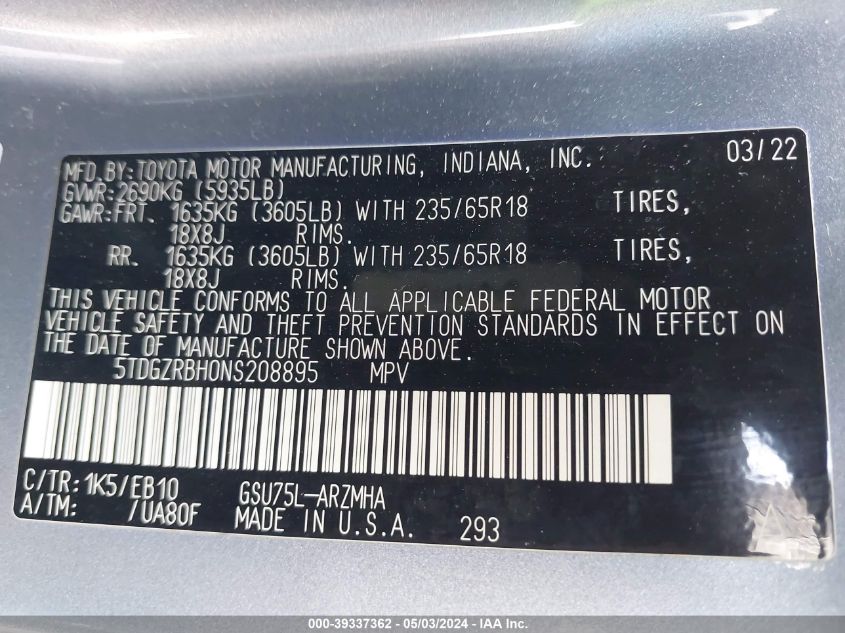 MFD. BY: TOYOTA MOTOR MANUFACTURING, INDIANA, INC. 03/22
GVWR: 2690KG (5935LB)
GAWR: FRT. 1635KG (3605LB) WITH 235/65R18 TIRES,
18X8J RIMS.
RR. 1635KG (3605LB) WITH 235/65R18 TIRES,
18X8J RIMS.
THIS VEHICLE CONFORMS TO ALL APPLICABLE FEDERAL MOTOR
VEHICLE SAFETY AND THEFT PREVENTION STANDARDS IN EFFECT ON
THE DATE OF MANUFACTURE SHOWN ABOVE.
5TDGZRBH0NS208895 MPV
C/TR: 1K5/EB10 GSU75L-ARZMHA
A/TM: /UA80F MADE IN U.S.A. 293
000-39337362 - 05/03/2024 - IAA Inc.